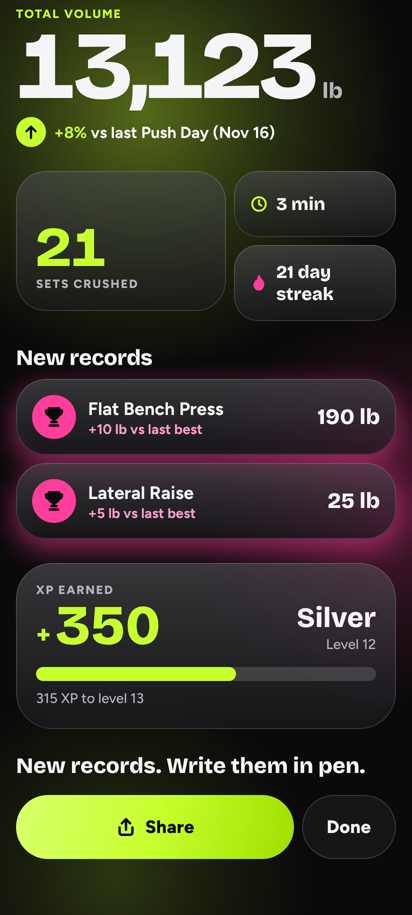 TOTAL VOLUME
13,123 lb
+8% vs last Push Day (Nov 16)
21
SETS CRUSHED
3 min
21 day
streak
New records
Flat Bench Press
+10 lb vs last best
190 lb
Lateral Raise
+5 lb vs last best
25 lb
XP EARNED
+350
Silver
Level 12
315 XP to level 13
New records. Write them in pen.
Share
Done